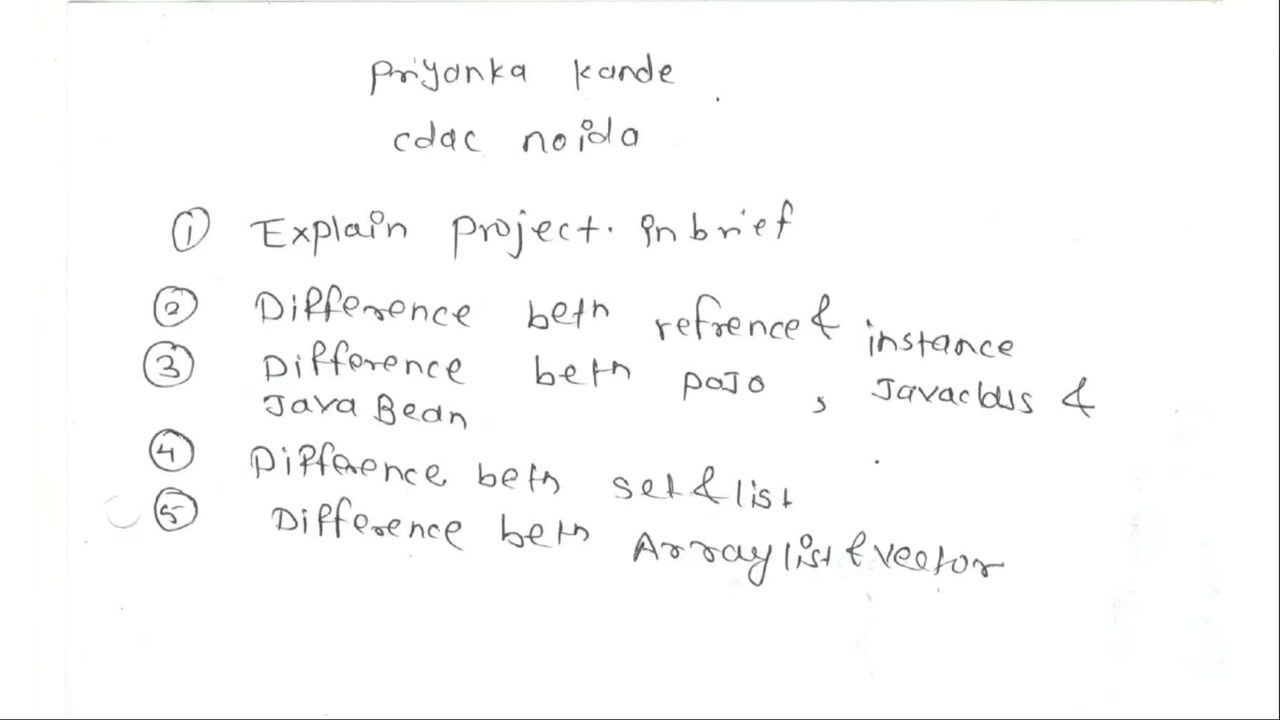 Priyanka kande
cdac noida
① Explain project. in brief
② Difference betn refrence & instance
③ Difference betn POJO , Javaclass &
Java Bean
④ Difference betn set & list
⑤ Difference betn Arraylist & vector